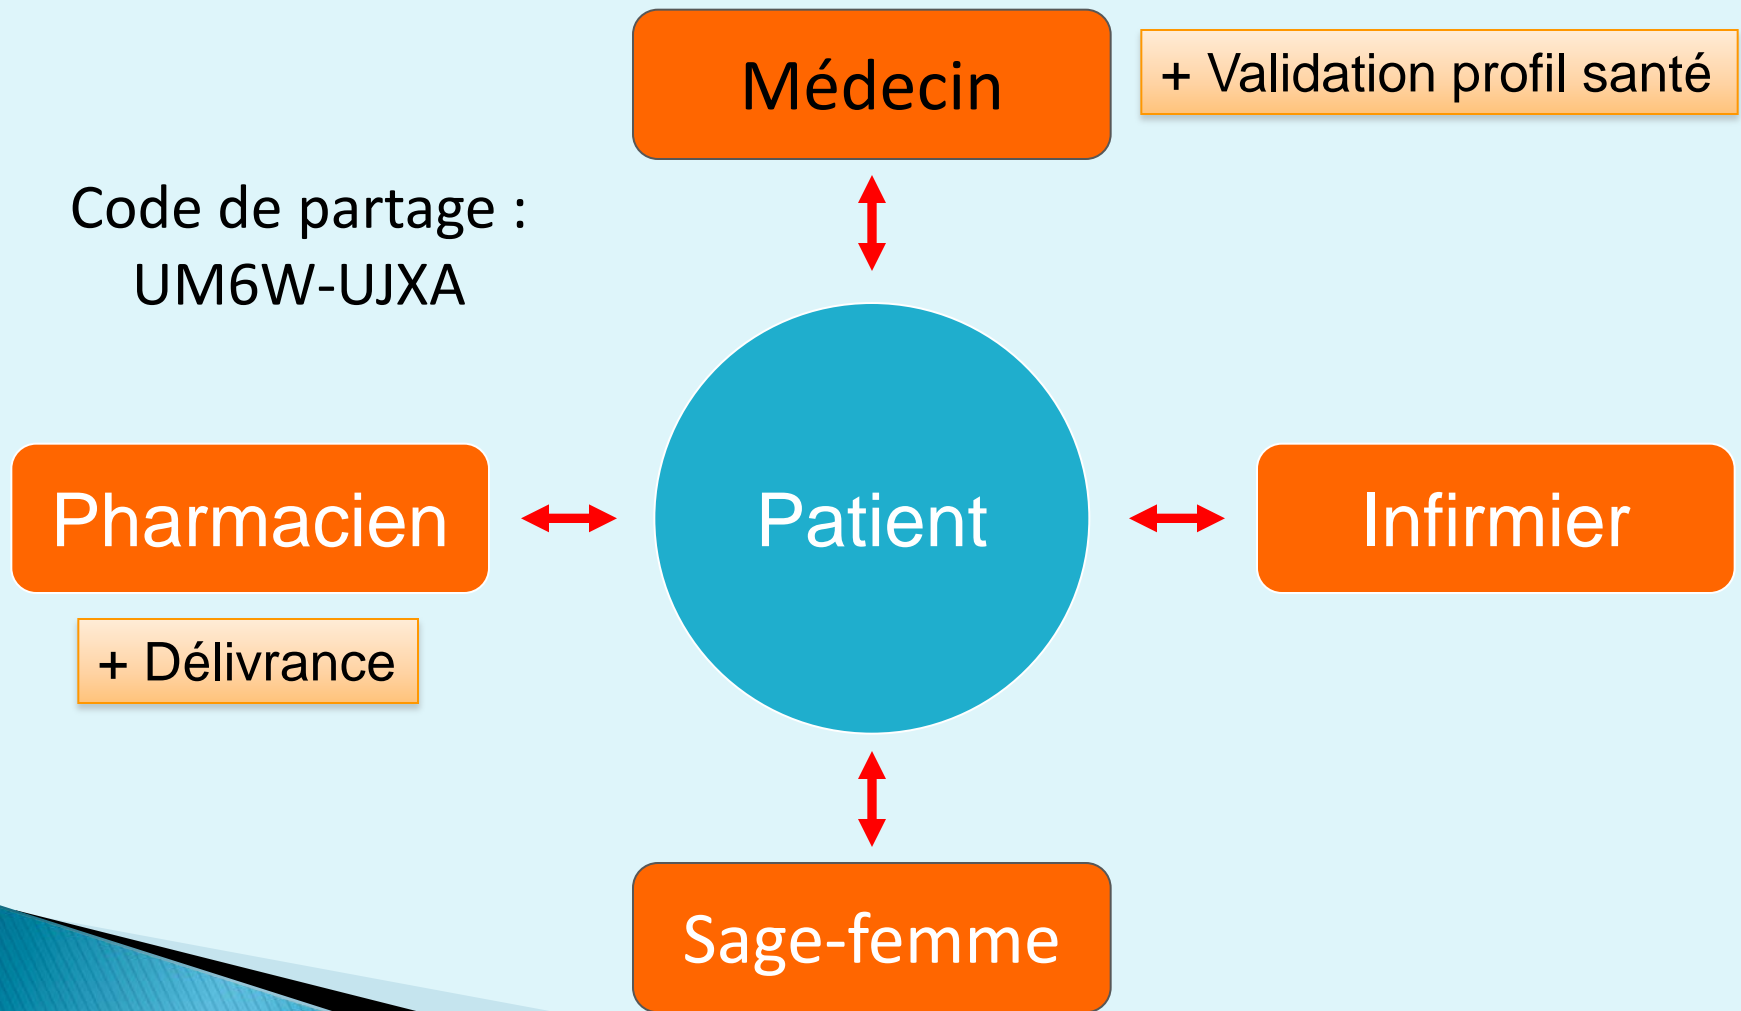 Médecin
+ Validation profil santé
Code de partage :
UM6W-UJXA
Pharmacien
Patient
Infirmier
+ Délivrance
Sage-femme